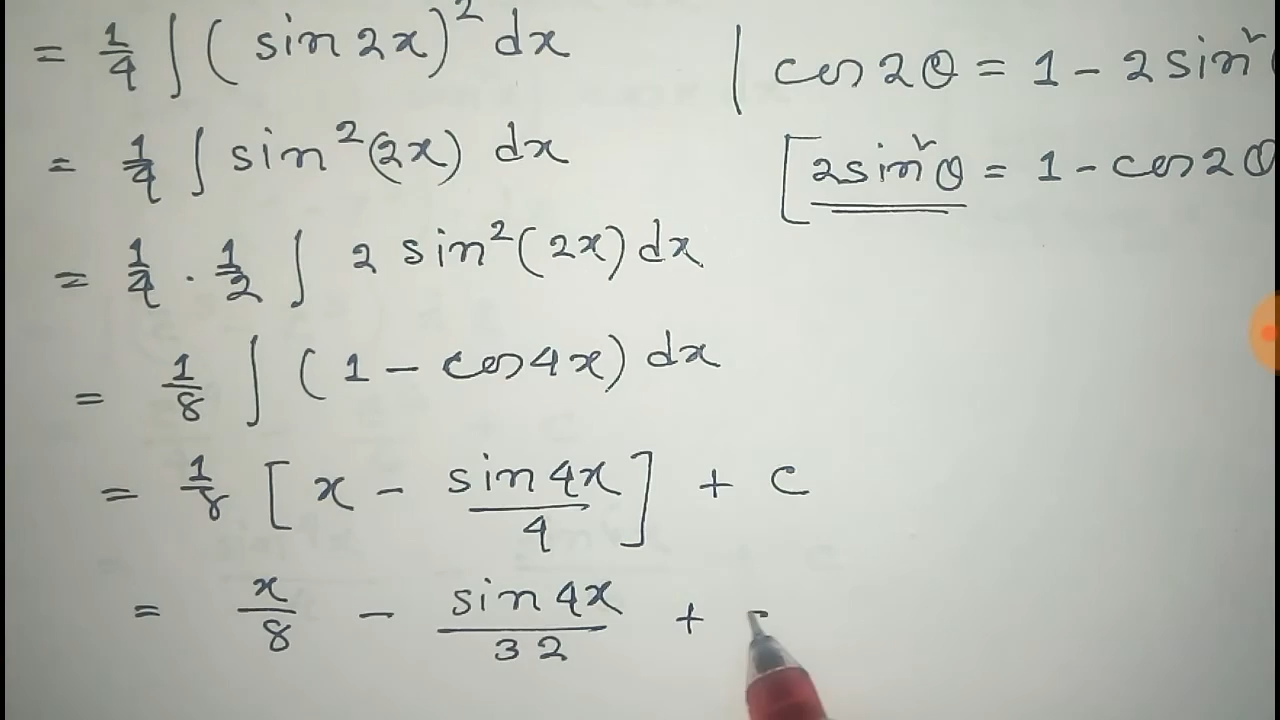 = 1/4 ∫ (sin 2x)² dx
= 1/4 ∫ sin²(2x) dx
= 1/4 · 1/2 ∫ 2 sin²(2x) dx
= 1/8 ∫ (1 - cos 4x) dx
= 1/8 [x - sin 4x/4] + c
= x/8 - sin 4x/32 +
| cos 2θ = 1 - 2 sin²
[2 sin²θ = 1 - cos 2θ